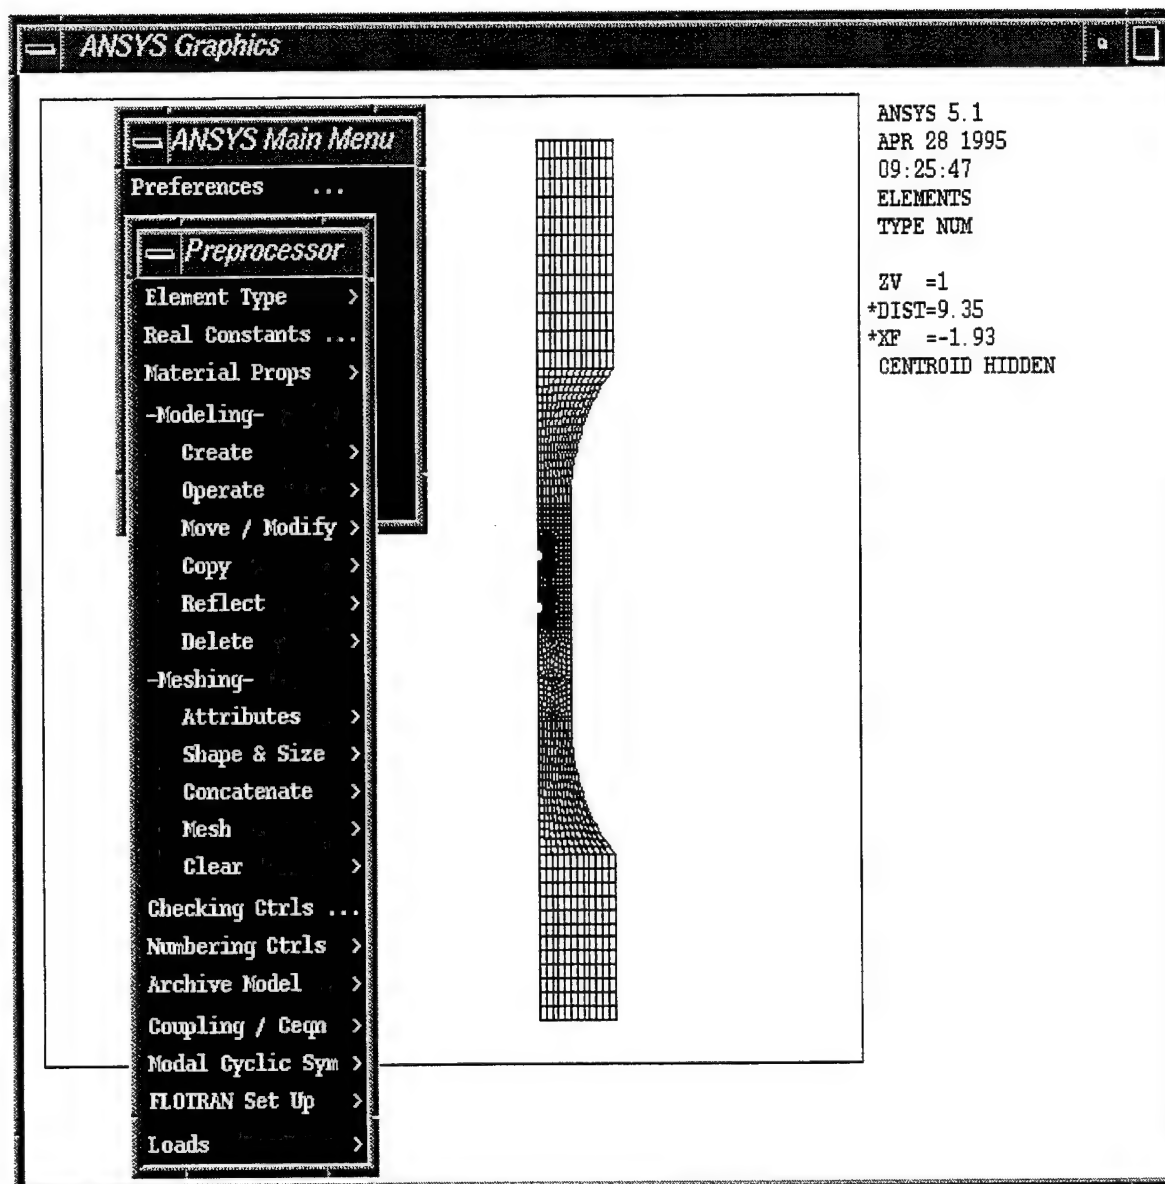 ANSYS Graphics
ANSYS Main Menu
Preferences ...
Preprocessor
Element Type >
Real Constants ...
Material Props >
-Modeling-
Create >
Operate >
Move / Modify >
Copy >
Reflect >
Delete >
-Meshing-
Attributes >
Shape & Size >
Concatenate >
Mesh >
Clear >
Checking Ctrls ...
Numbering Ctrls >
Archive Model >
Coupling / Ceqn >
Modal Cyclic Sym >
FLOTRAN Set Up >
Loads >
ANSYS 5.1
APR 28 1995
09:25:47
ELEMENTS
TYPE NUM
ZV =1
*DIST=9.35
*XF =-1.93
CENTROID HIDDEN